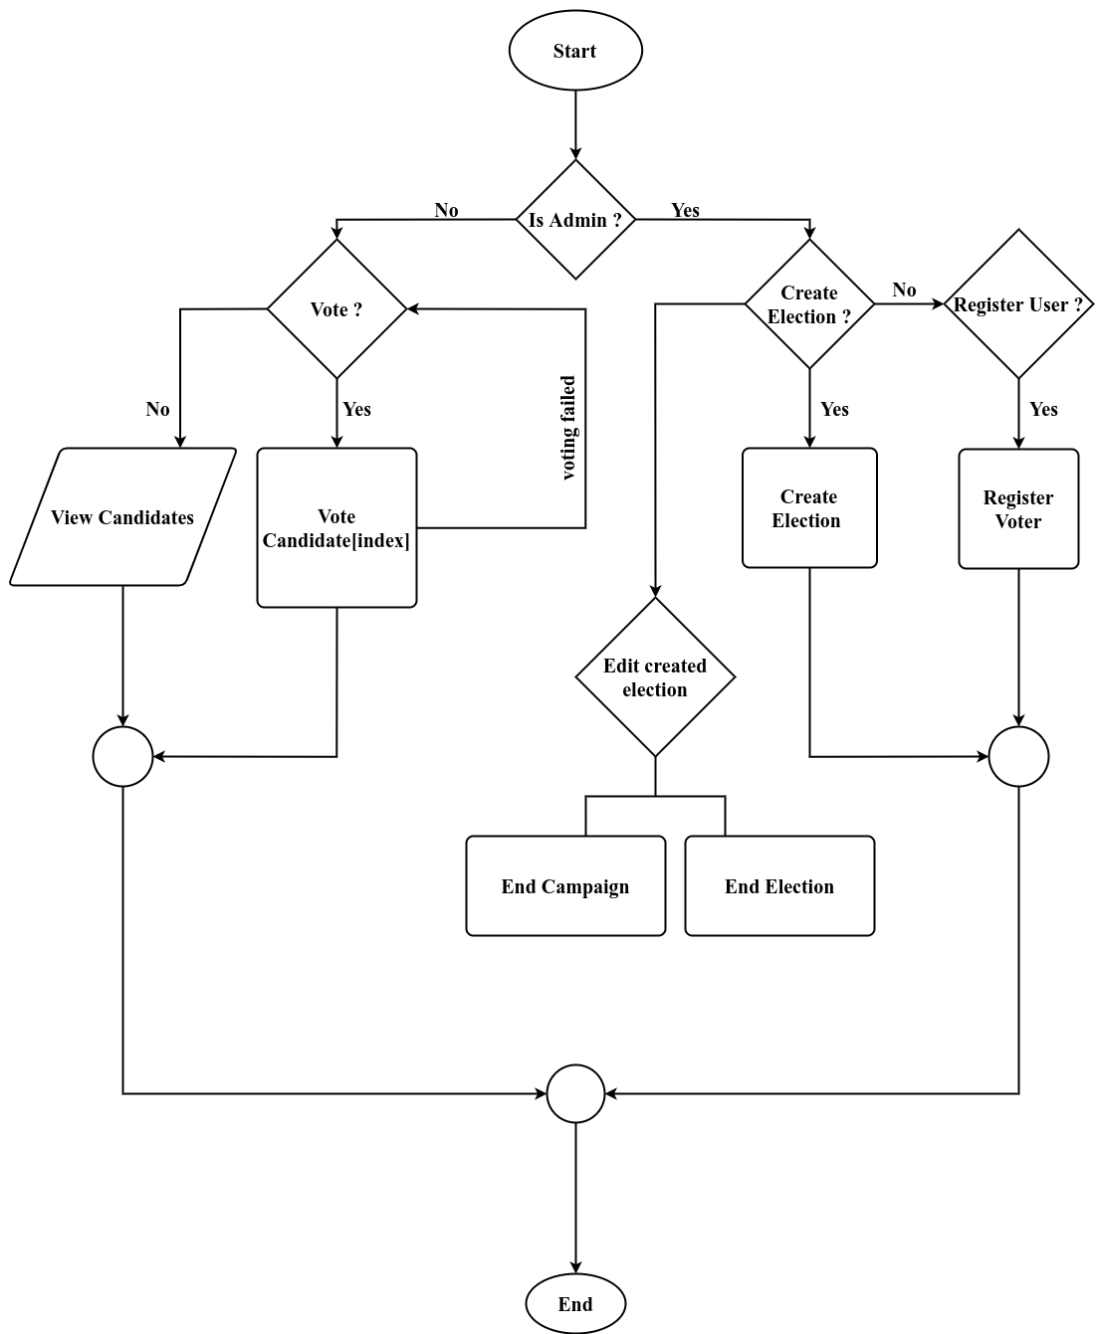 Start
No
Yes
Is Admin ?
Vote ?
Create
Election ?
No
Register User ?
No
Yes
voting failed
Yes
Yes
View Candidates
Vote
Candidate[index]
Create
Election
Register
Voter
Edit created
election
End Campaign
End Election
End